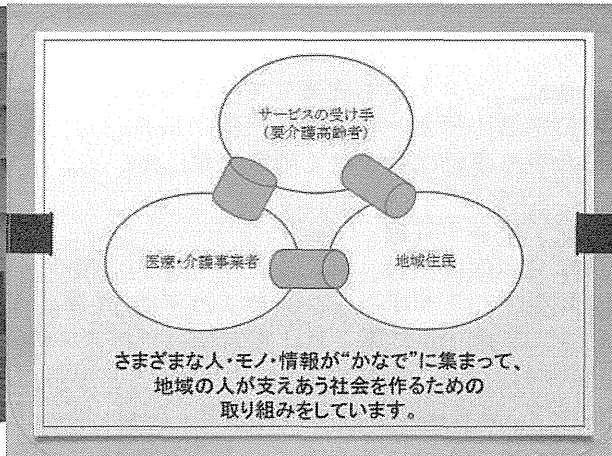 サービスの受け手
(要介護高齢者)
医療・介護事業者
地域住民
さまざまな人・モノ・情報が“かなで”に集まって、
地域の人が支えあう社会を作るための
取り組みをしています。